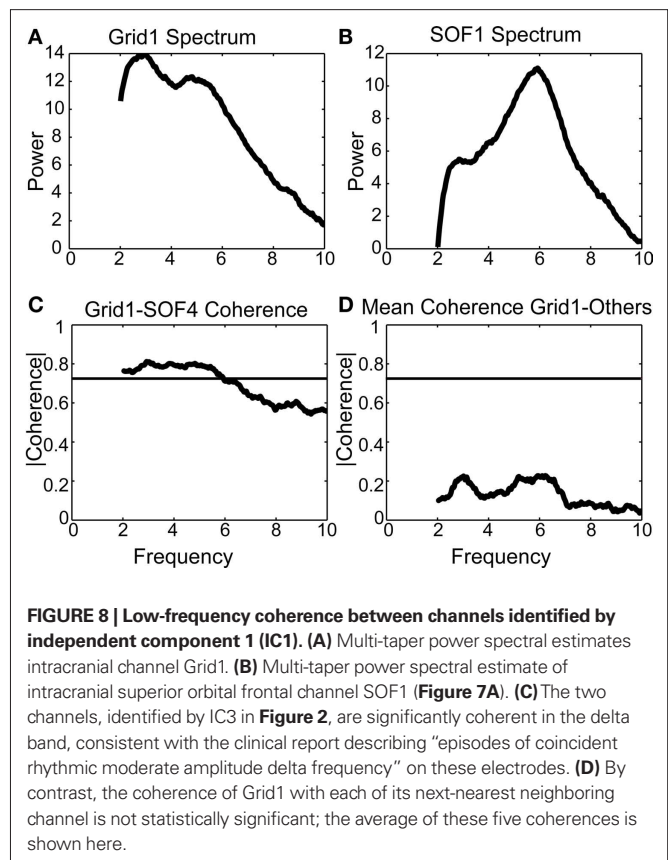 A
Grid1 Spectrum
14
12
10
8
6
4
2
0
Power
0 2 4 6 8 10
B
SOF1 Spectrum
12
10
8
6
4
2
0
Power
0 2 4 6 8 10
C
Grid1-SOF4 Coherence
1
0.8
0.6
0.4
0.2
0
|Coherence|
0 2 4 6 8 10
Frequency
D
Mean Coherence Grid1-Others
1
0.8
0.6
0.4
0.2
0
|Coherence|
0 2 4 6 8 10
Frequency
FIGURE 8 | Low-frequency coherence between channels identified by
independent component 1 (IC1). (A) Multi-taper power spectral estimates
intracranial channel Grid1. (B) Multi-taper power spectral estimate of
intracranial superior orbital frontal channel SOF1 (Figure 7A). (C) The two
channels, identified by IC3 in Figure 2, are significantly coherent in the delta
band, consistent with the clinical report describing “episodes of coincident
rhythmic moderate amplitude delta frequency” on these electrodes. (D) By
contrast, the coherence of Grid1 with each of its next-nearest neighboring
channel is not statistically significant; the average of these five coherences is
shown here.